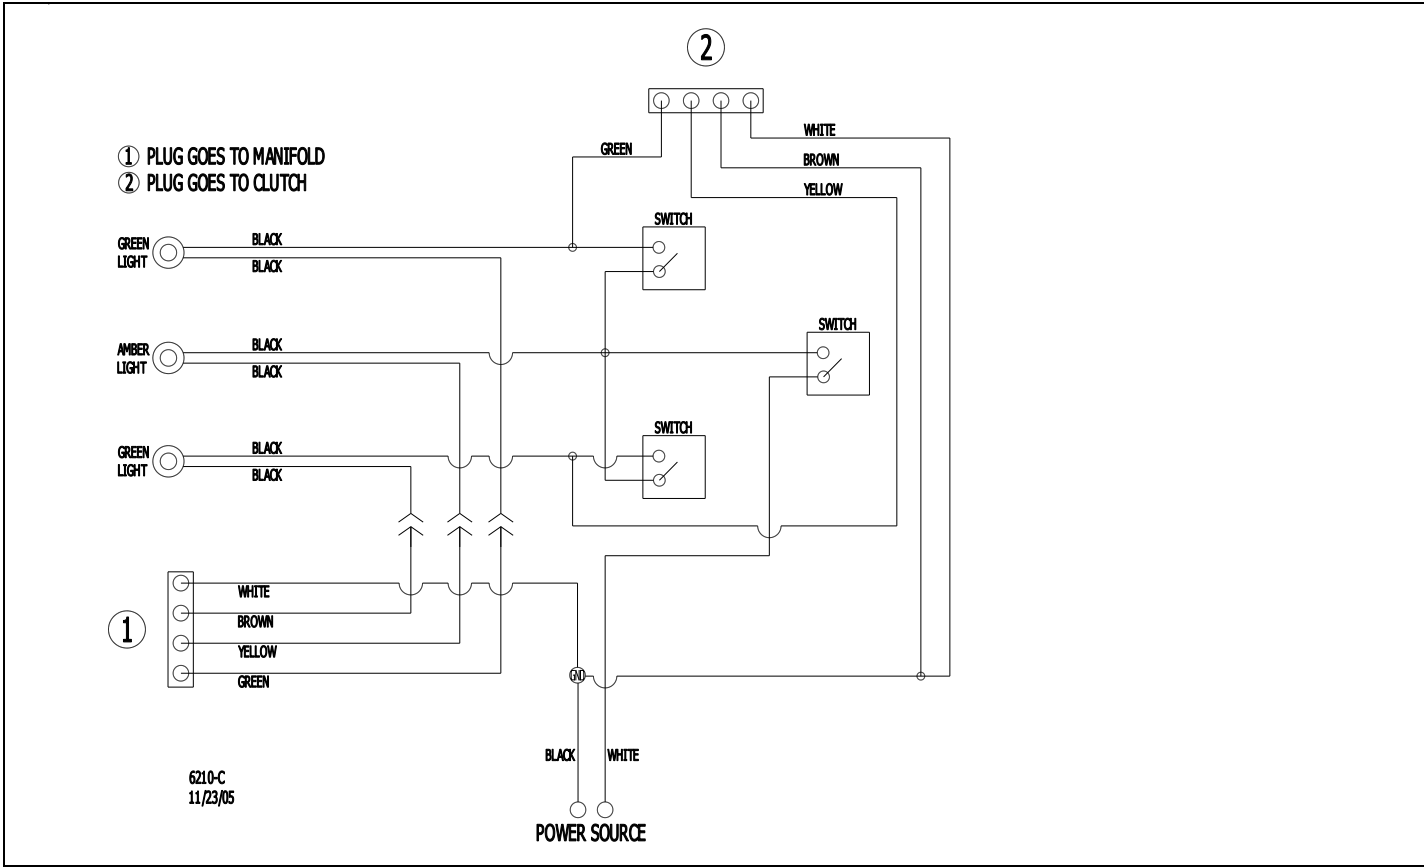 2
WHITE
GREEN
BROWN
1 PLUG GOES TO MANIFOLD
2 PLUG GOES TO CLUTCH
YELLOW
SWITCH
GREEN
LIGHT
BLACK
BLACK
SWITCH
AMBER
LIGHT
BLACK
BLACK
SWITCH
GREEN
LIGHT
BLACK
BLACK
WHITE
BROWN
1
YELLOW
GREEN
GND
BLACK
WHITE
6210-C
11/23/05
POWER SOURCE